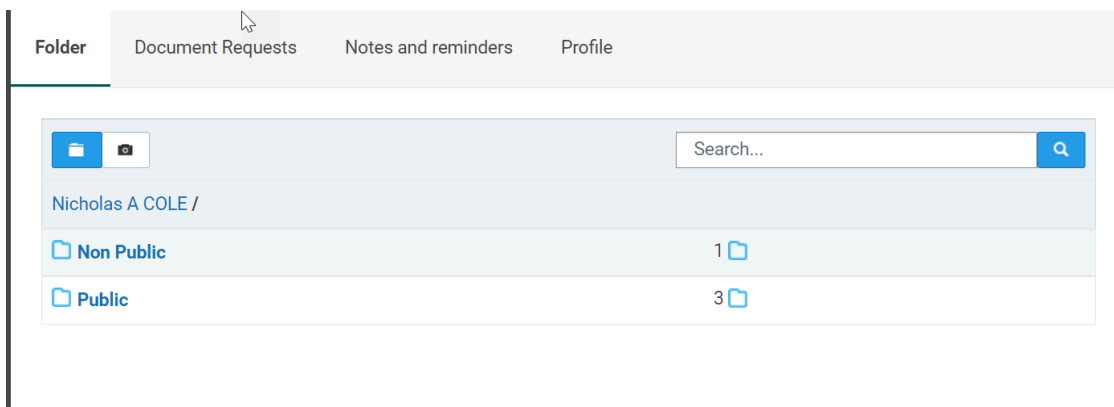 Folder Document Requests Notes and reminders Profile
Search...
Nicholas A COLE /
Non Public 1
Public 3